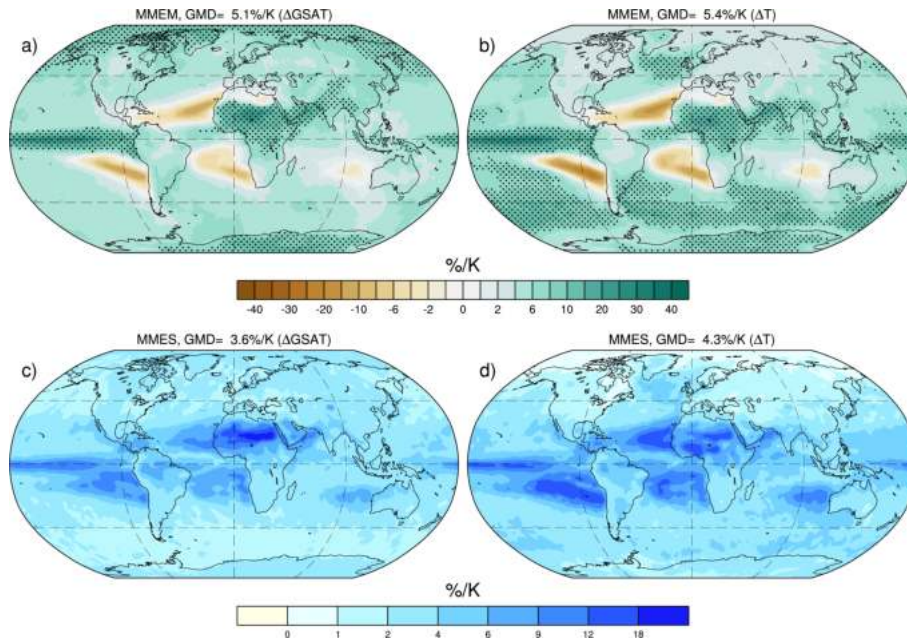 MMEM, GMD= 5.1%/K (ΔGSAT)
MMEM, GMD= 5.4%/K (ΔT)
a)
b)
%/K
-40 -30 -20 -10 -6 -2 0 2 6 10 20 30 40
MMES, GMD= 3.6%/K (ΔGSAT)
MMES, GMD= 4.3%/K (ΔT)
c)
d)
%/K
0 1 2 4 6 9 12 18